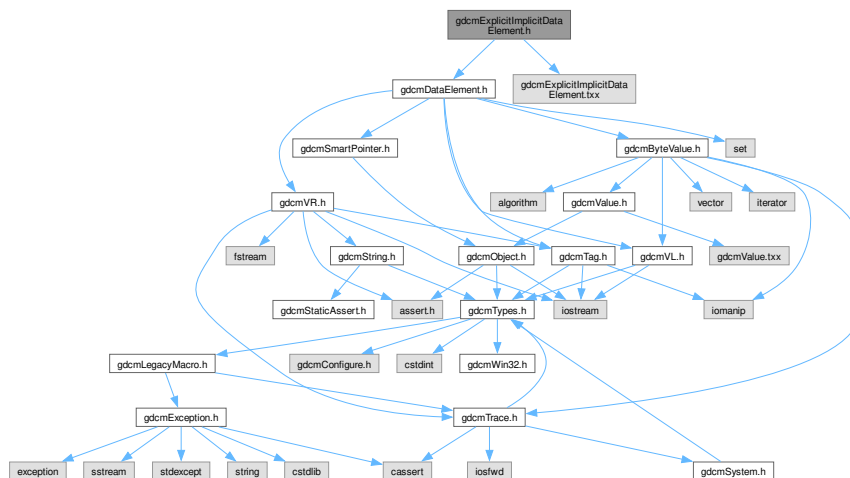 gdcmExplicitImplicitData
Element.h
gdcmDataElement.h
gdcmExplicitImplicitData
Element.txx
gdcmSmartPointer.h
gdcmByteValue.h
set
gdcmVR.h
algorithm
gdcmValue.h
vector
iterator
fstream
gdcmString.h
gdcmObject.h
gdcmTag.h
gdcmVL.h
gdcmValue.txx
gdcmStaticAssert.h
assert.h
gdcmTypes.h
iostream
iomanip
gdcmLegacyMacro.h
gdcmConfigure.h
cstdint
gdcmWin32.h
gdcmException.h
gdcmTrace.h
exception
sstream
stdexcept
string
cstdlib
cassert
iosfwd
gdcmSystem.h